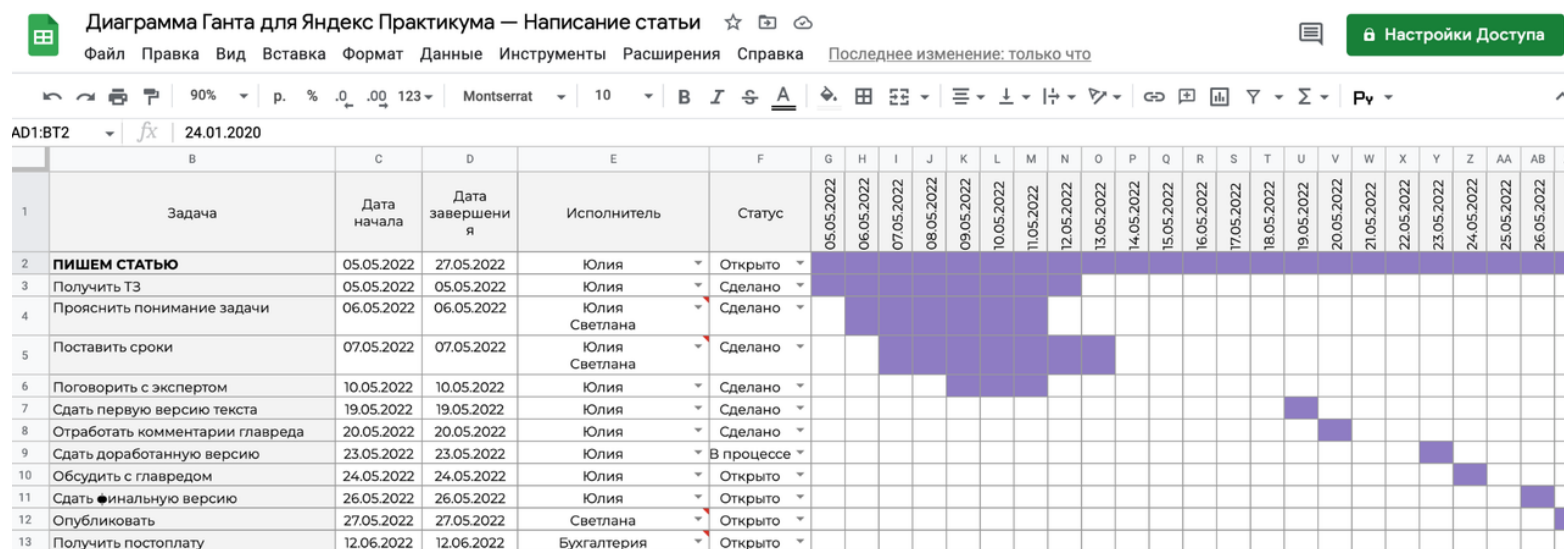 Диаграмма Ганта для Яндекс Практикума — Написание статьи
Файл Правка Вид Вставка Формат Данные Инструменты Расширения Справка Последнее изменение: только что
Настройки Доступа
90% р. % .0 .00 123 Montserrat 10 B I S A Σ Ру
AD1:BT2 fx 24.01.2020
B C D E F G H I J K L M N O P Q R S T U V W X Y Z AA AB
1 Задача Дата начала Дата завершени я Исполнитель Статус 05.05.2022 06.05.2022 07.05.2022 08.05.2022 09.05.2022 10.05.2022 11.05.2022 12.05.2022 13.05.2022 14.05.2022 15.05.2022 16.05.2022 17.05.2022 18.05.2022 19.05.2022 20.05.2022 21.05.2022 22.05.2022 23.05.2022 24.05.2022 25.05.2022 26.05.2022
2 ПИШЕМ СТАТЬЮ 05.05.2022 27.05.2022 Юлия Открыто
3 Получить ТЗ 05.05.2022 05.05.2022 Юлия Сделано
4 Прояснить понимание задачи 06.05.2022 06.05.2022 Юлия Сделано
Светлана
5 Поставить сроки 07.05.2022 07.05.2022 Юлия Сделано
Светлана
6 Поговорить с экспертом 10.05.2022 10.05.2022 Юлия Сделано
7 Сдать первую версию текста 19.05.2022 19.05.2022 Юлия Сделано
8 Отработать комментарии главреда 20.05.2022 20.05.2022 Юлия Сделано
9 Сдать доработанную версию 23.05.2022 23.05.2022 Юлия В процессе
10 Обсудить с главредом 24.05.2022 24.05.2022 Юлия Открыто
11 Сдать финальную версию 26.05.2022 26.05.2022 Юлия Открыто
12 Опубликовать 27.05.2022 27.05.2022 Светлана Открыто
13 Получить постоплату 12.06.2022 12.06.2022 Бухгалтерия Открыто